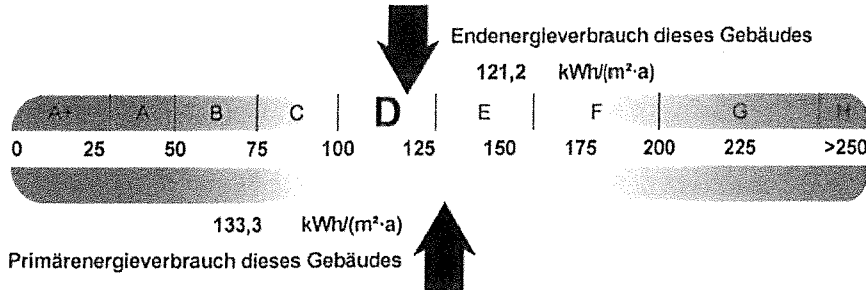 Endenergieverbrauch dieses Gebäudes
121,2 kWh/(m²·a)
A+ A B C D E F G H
0 25 50 75 100 125 150 175 200 225 >250
133,3 kWh/(m²·a)
Primärenergieverbrauch dieses Gebäudes